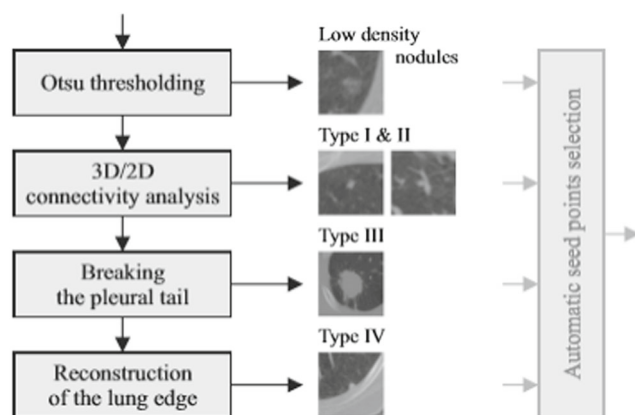 Low density
nodules
Otsu thresholding
Type I & II
3D/2D
connectivity analysis
Type III
Breaking
the pleural tail
Type IV
Reconstruction
of the lung edge
Automatic seed points selection